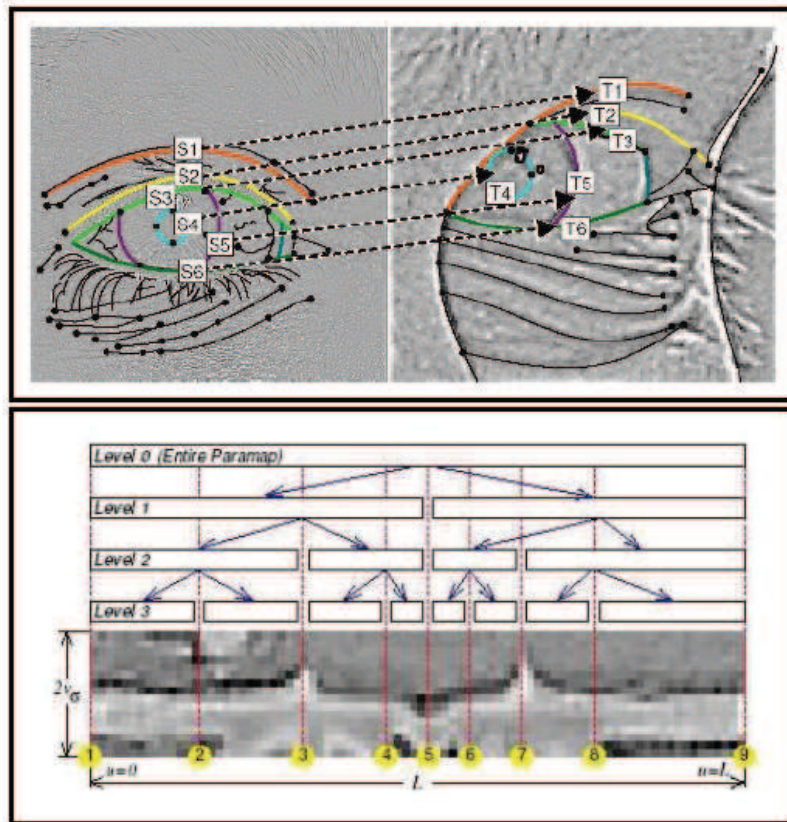 S1
S2
S3
S4
S5
S6
T1
T2
T3
T4
T5
T6
Level 0 (Entire Paramap)
Level 1
Level 2
Level 3
2vσ
1 2 3 4 5 6 7 8 9
u=0 L u=L